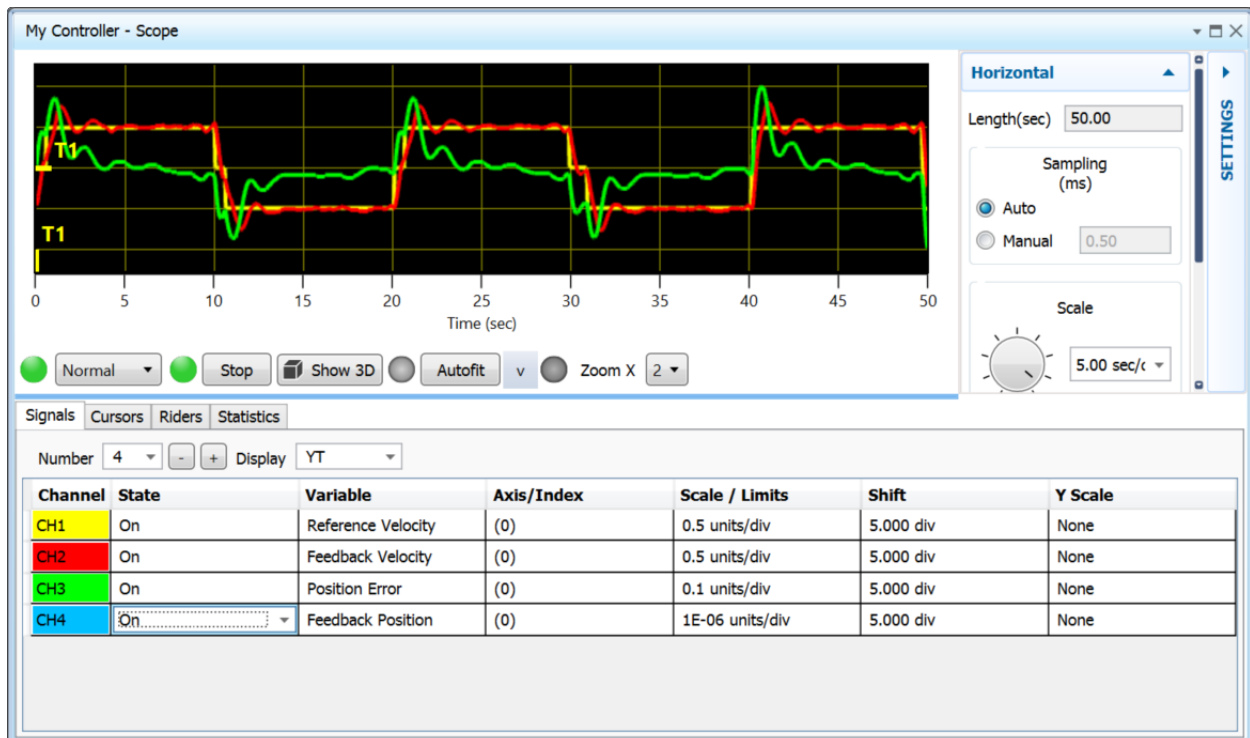 My Controller - Scope
Horizontal
Length(sec) 50.00
SETTINGS
Sampling
(ms)
Auto
Manual 0.50
Scale
5.00 sec/c
T1
T1
0 5 10 15 20 25 30 35 40 45 50
Time (sec)
Normal Stop Show 3D Autofit v Zoom X 2
Signals Cursors Riders Statistics
Number 4 - + Display YT
Channel State Variable Axis/Index Scale / Limits Shift Y Scale
CH1 On Reference Velocity (0) 0.5 units/div 5.000 div None
CH2 On Feedback Velocity (0) 0.5 units/div 5.000 div None
CH3 On Position Error (0) 0.1 units/div 5.000 div None
CH4 On Feedback Position (0) 1E-06 units/div 5.000 div None